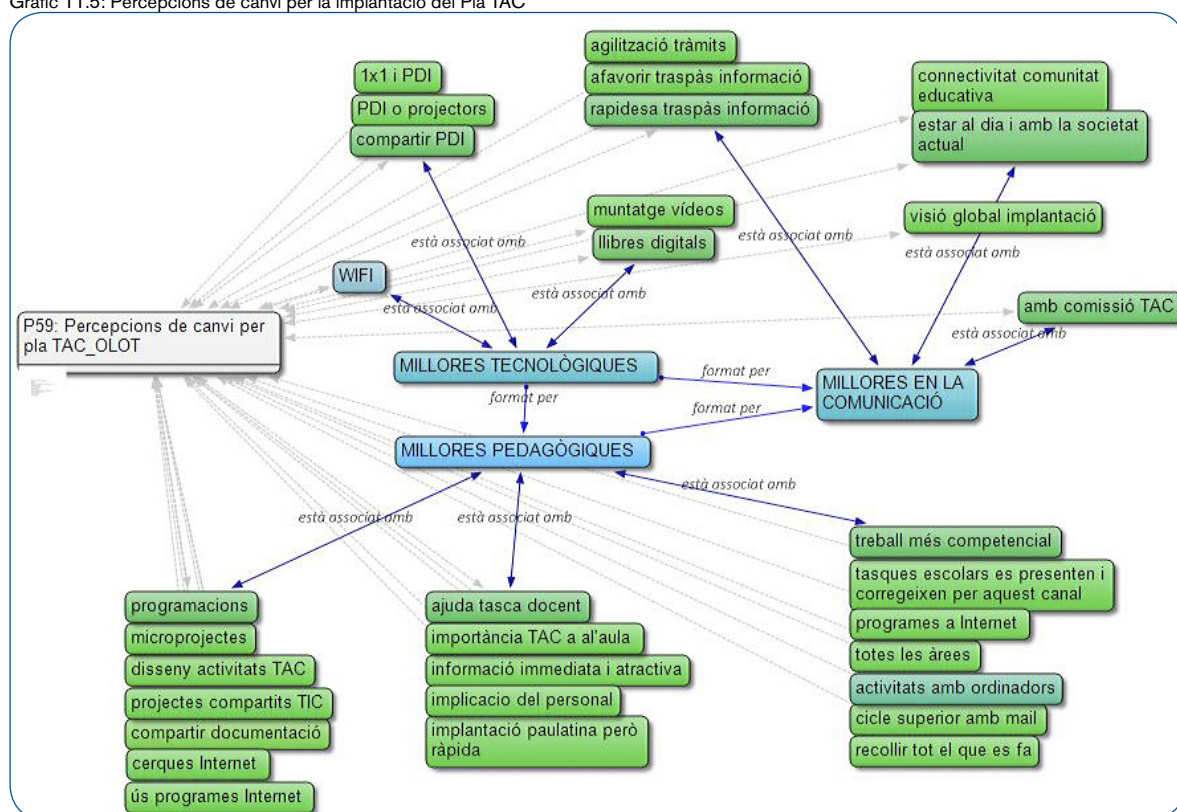 Gràfic 11.5: Percepcions de canvi per la implantació del Pla TAC
1x1 i PDI
PDI o projectors
compartir PDI
agilització tràmits
afavorir traspàs informació
rapidesa traspàs informació
connectivitat comunitat
educativa
estar al dia i amb la societat
actual
muntatge vídeos
llibres digitals
visió global implantació
està associat amb
està associat amb
està associat amb
WIFI
està associat amb
està associat amb
amb comissió TAC
està associat amb
P59: Percepcions de canvi per
pla TAC_OLOT
MILLORES TECNOLÒGIQUES
format per
format per
MILLORES EN LA
COMUNICACIÓ
format per
MILLORES PEDAGÒGIQUES
està associat amb
està associat amb
està associat amb
programacions
microprojectes
disseny activitats TAC
projectes compartits TIC
compartir documentació
cerques Internet
ús programes Internet
ajuda tasca docent
importància TAC a al'aula
informació immediata i atractiva
implicacio del personal
implantació paulatina però
ràpida
treball més competencial
tasques escolars es presenten i
corregeixen per aquest canal
programes a Internet
totes les àrees
activitats amb ordinadors
cicle superior amb mail
recollir tot el que es fa